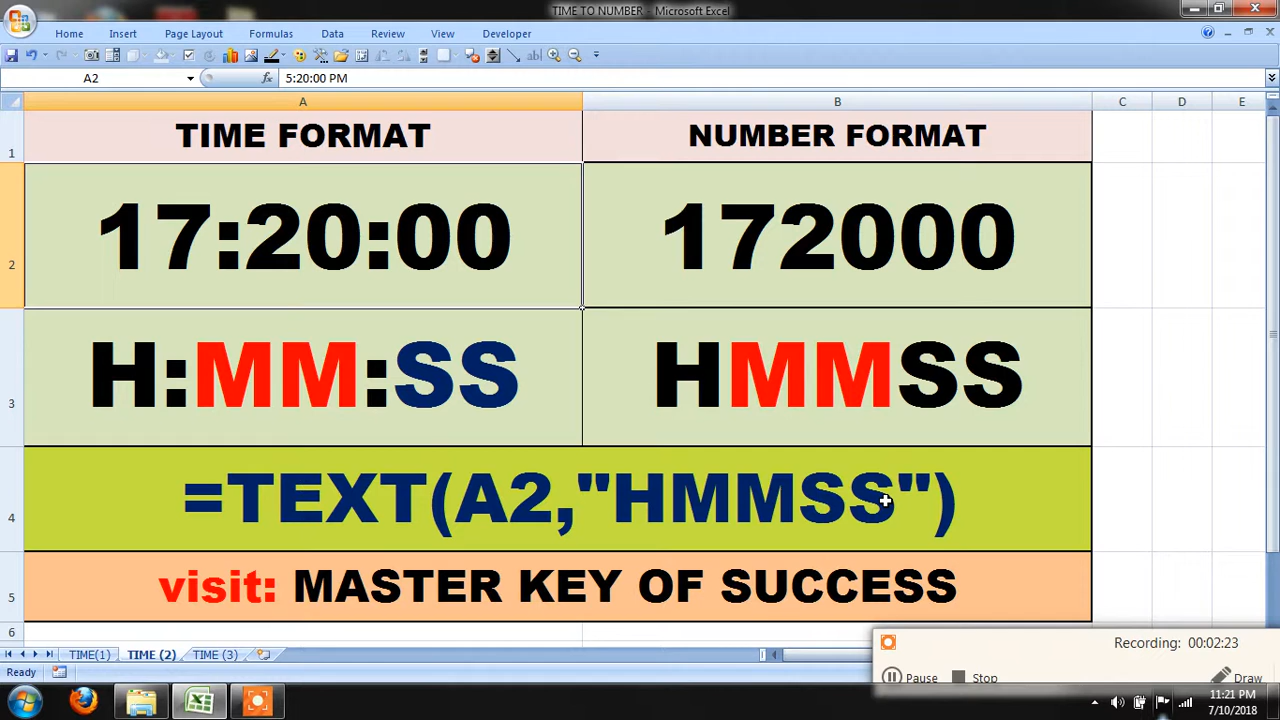 TIME TO NUMBER - Microsoft Excel
Home Insert Page Layout Formulas Data Review View Developer
A2 fx 5:20:00 PM
A B C D E
1 TIME FORMAT NUMBER FORMAT
2 17:20:00 172000
3 H:MM:SS HMMSS
4 =TEXT(A2,"HMMSS")
5 visit: MASTER KEY OF SUCCESS
6
Recording: 00:02:23
TIME(1) TIME (2) TIME (3)
Ready Pause Stop Draw
11:21 PM
7/10/2018